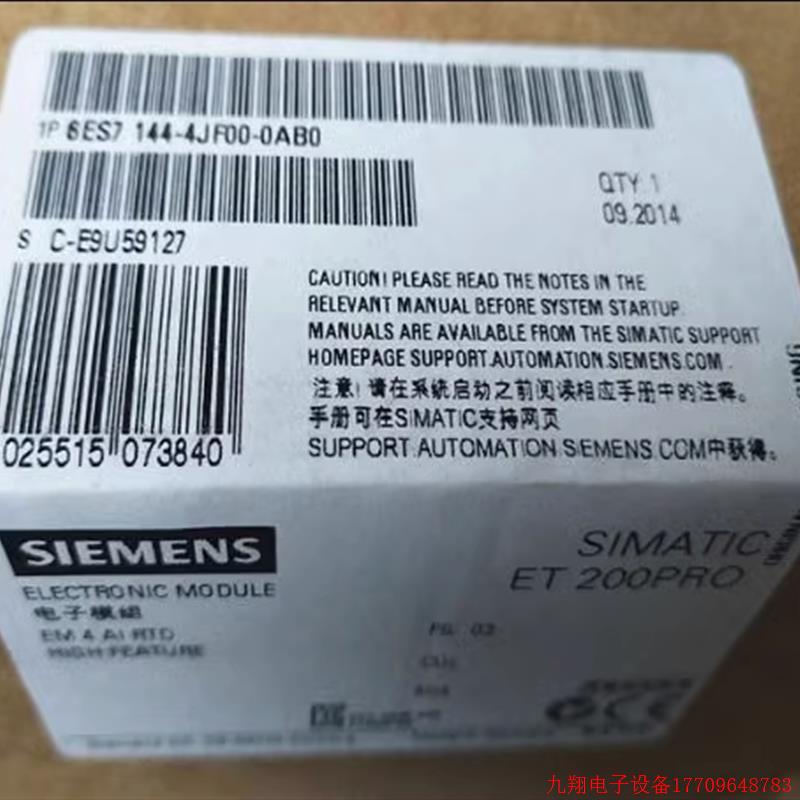 1P 6ES7 144-4JF00-0AB0
S C-E9U59127
QTY 1
09.2014
025515 073840
CAUTION! PLEASE READ THE NOTES IN THE
RELEVANT MANUAL BEFORE SYSTEM STARTUP.
MANUALS ARE AVAILABLE FROM THE SIMATIC SUPPORT
HOMEPAGE SUPPORT.AUTOMATION.SIEMENS.COM.
注意!请在系统启动之前阅读相应手册中的注释。
手册可在SIMATIC支持网页
SUPPORT.AUTOMATION.SIEMENS.COM中获得。
SIEMENS
SIMATIC
ET 200PRO
ELECTRONIC MODULE
电子模组
EM 4 AI RTD
HIGH FEATURE
CE
九翔电子设备17709648783